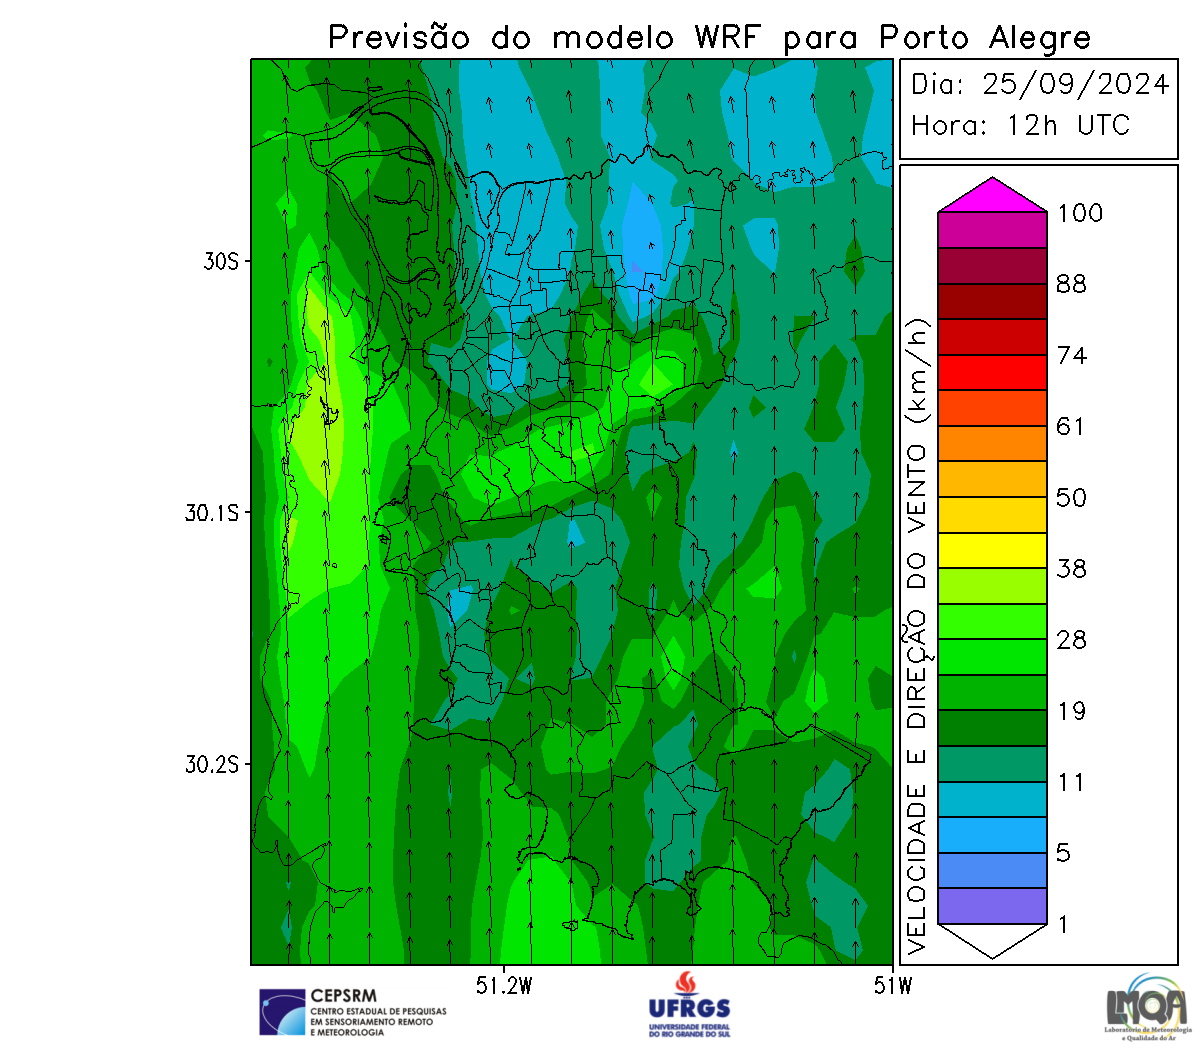 Previsão do modelo WRF para Porto Alegre
Dia: 25/09/2024
Hora: 12h UTC
30S
30.1S
30.2S
51.2W
51W
100
88
74
61
50
38
28
19
11
5
1
VELOCIDADE E DIREÇÃO DO VENTO (km/h)
CEPSRM
CENTRO ESTADUAL DE PESQUISAS
EM SENSORIAMENTO REMOTO
E METEOROLOGIA
UFRGS
UNIVERSIDADE FEDERAL
DO RIO GRANDE DO SUL
LMQA
Laboratório de Meteorologia
e Qualidade do Ar